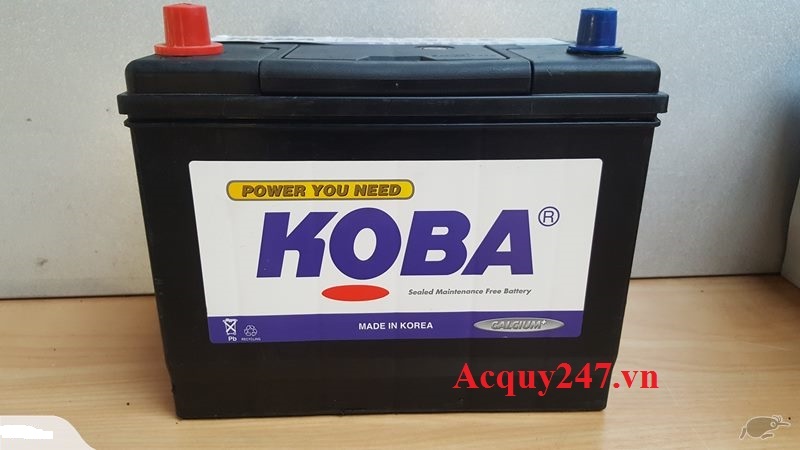 POWER YOU NEED
KOBA®
Sealed Maintenance Free Battery
Pb
RECYCLING
MADE IN KOREA
CALCIUM+
Acquy247.vn